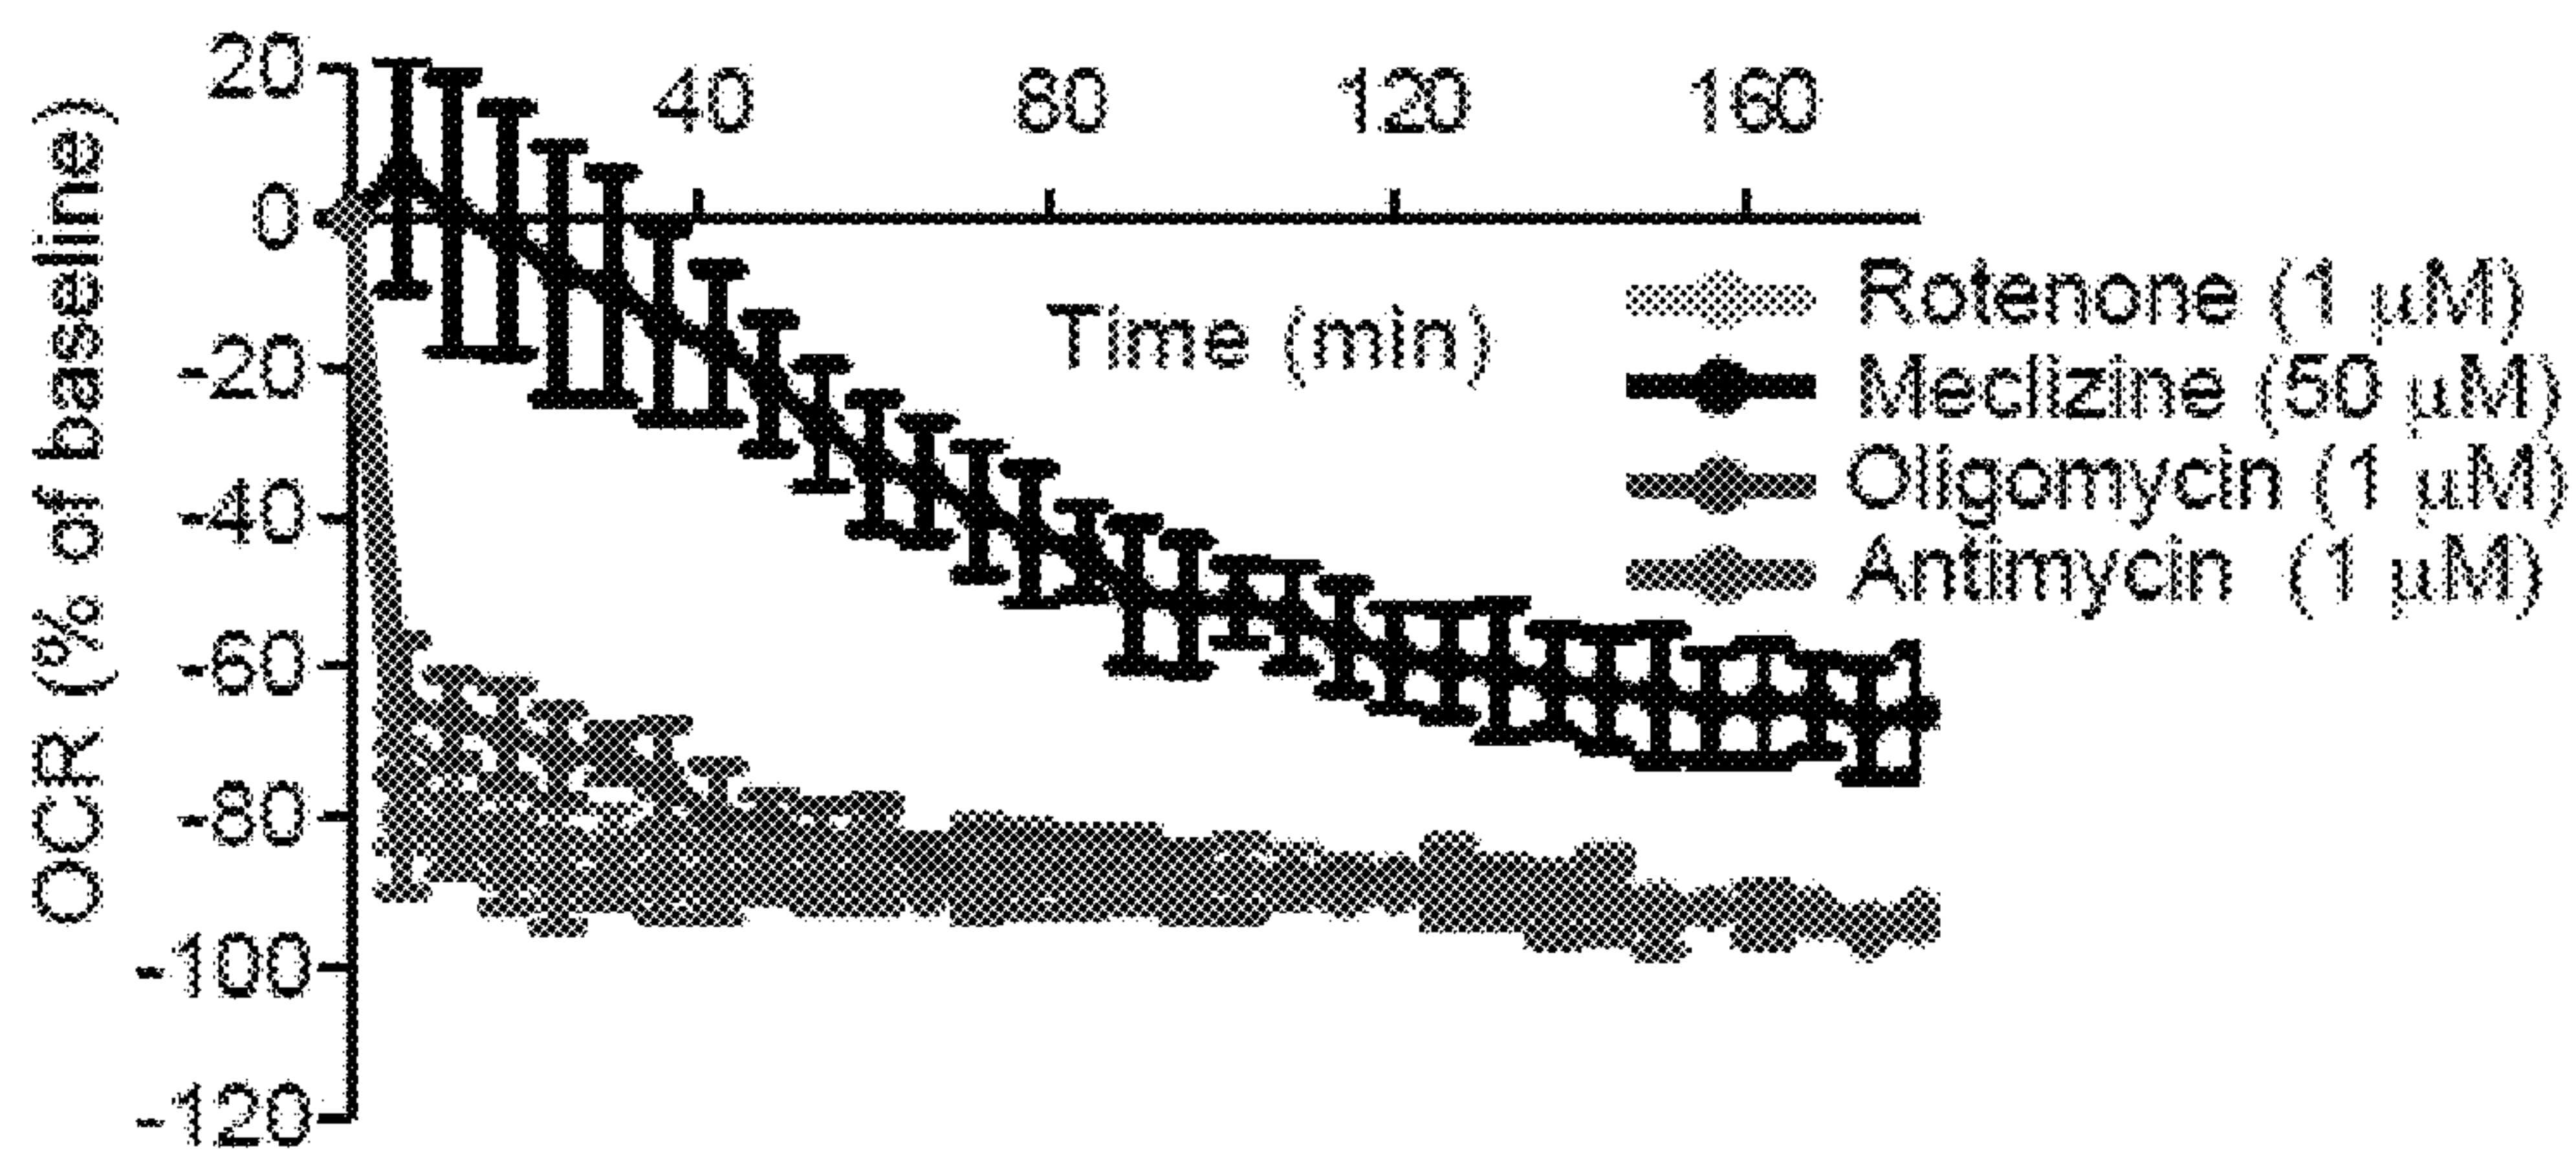 OCR (% of baseline)
20
0
-20
-40
-60
-80
-100
-120
40 80 120 160
Time (min)
Rotenone (1 μM)
Meclizine (50 μM)
Oligomycin (1 μM)
Antimycin (1 μM)